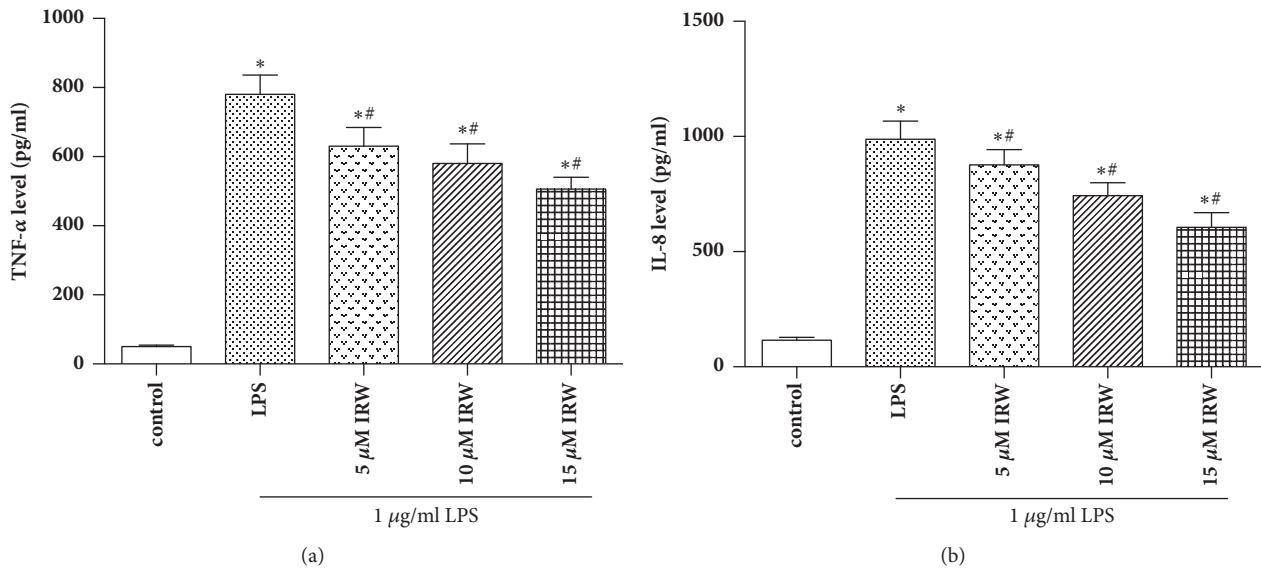 TNF-α level (pg/ml)
1000
800
600
400
200
0
*
*#
*#
*#
control
LPS
5 μM IRW
10 μM IRW
15 μM IRW
1 μg/ml LPS
(a)
IL-8 level (pg/ml)
1500
1000
500
0
*
*#
*#
*#
control
LPS
5 μM IRW
10 μM IRW
15 μM IRW
1 μg/ml LPS
(b)